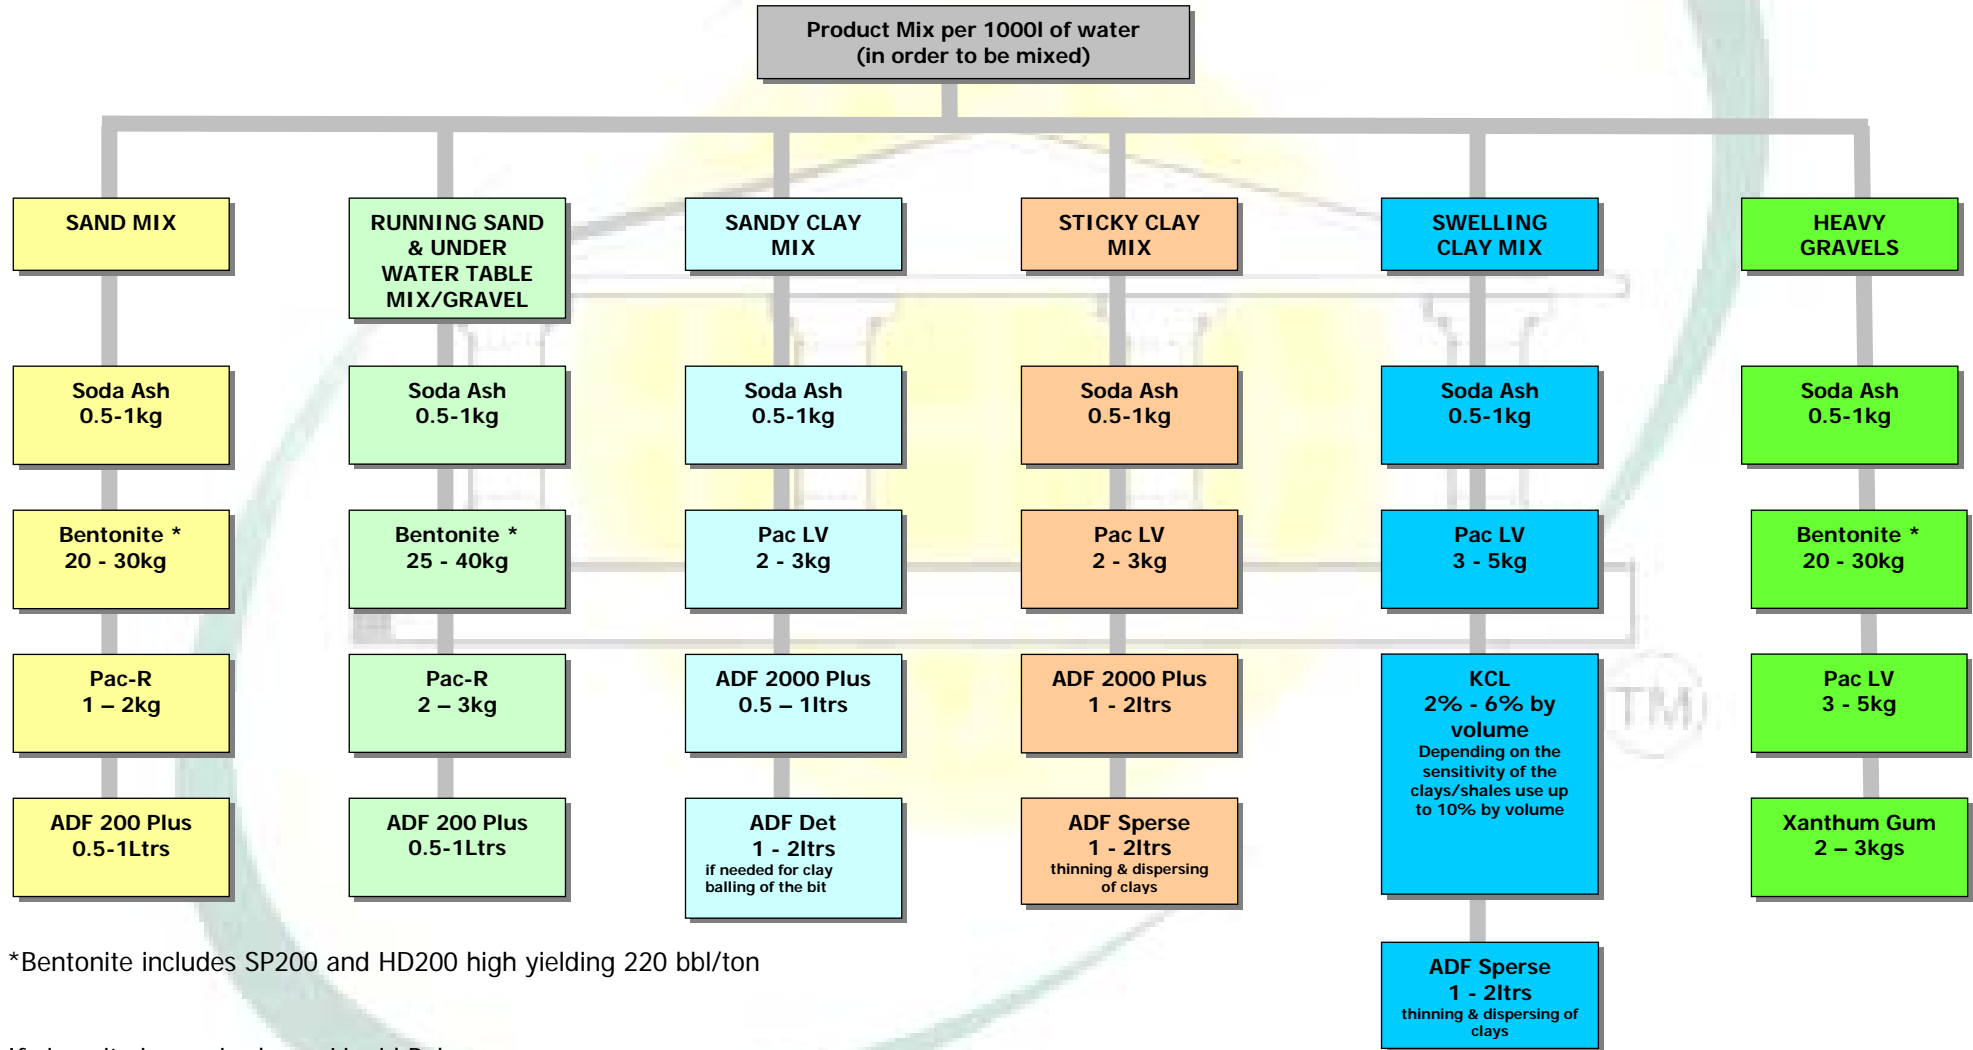 Product Mix per 1000l of water
(in order to be mixed)
SAND MIX
Soda Ash
0.5-1kg
Bentonite *
20 - 30kg
Pac-R
1 – 2kg
ADF 200 Plus
0.5-1Ltrs
RUNNING SAND
& UNDER
WATER TABLE
MIX/GRAVEL
Soda Ash
0.5-1kg
Bentonite *
25 - 40kg
Pac-R
2 – 3kg
ADF 200 Plus
0.5-1Ltrs
SANDY CLAY
MIX
Soda Ash
0.5-1kg
Pac LV
2 - 3kg
ADF 2000 Plus
0.5 – 1ltrs
ADF Det
1 - 2ltrs
if needed for clay
balling of the bit
STICKY CLAY
MIX
Soda Ash
0.5-1kg
Pac LV
2 - 3kg
ADF 2000 Plus
1 - 2ltrs
ADF Sperse
1 - 2ltrs
thinning & dispersing
of clays
SWELLING
CLAY MIX
Soda Ash
0.5-1kg
Pac LV
3 - 5kg
KCL
2% - 6% by
volume
Depending on the
sensitivity of the
clays/shales use up
to 10% by volume
ADF Sperse
1 - 2ltrs
thinning & dispersing of
clays
HEAVY
GRAVELS
Soda Ash
0.5-1kg
Bentonite *
20 - 30kg
Pac LV
3 - 5kg
Xanthum Gum
2 – 3kgs
TM
*Bentonite includes SP200 and HD200 high yielding 220 bbl/ton